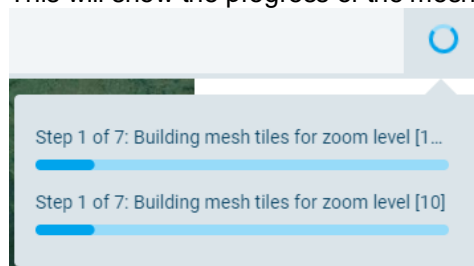 This will show the progress of the mesh
Step 1 of 7: Building mesh tiles for zoom level [1...
Step 1 of 7: Building mesh tiles for zoom level [10]